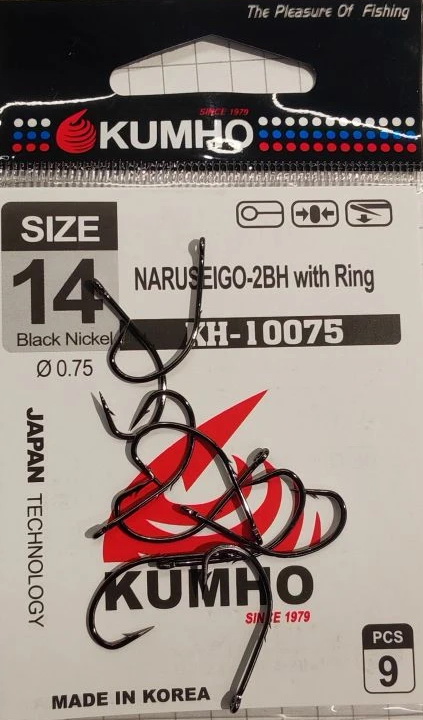 The Pleasure Of Fishing
SINCE 1979
KUMHO
SIZE
14
Black Nickel
Ø 0.75
NARUSEIGO-2BH with Ring
KH-10075
JAPAN TECHNOLOGY
KUMHO
SINCE 1979
PCS
9
MADE IN KOREA